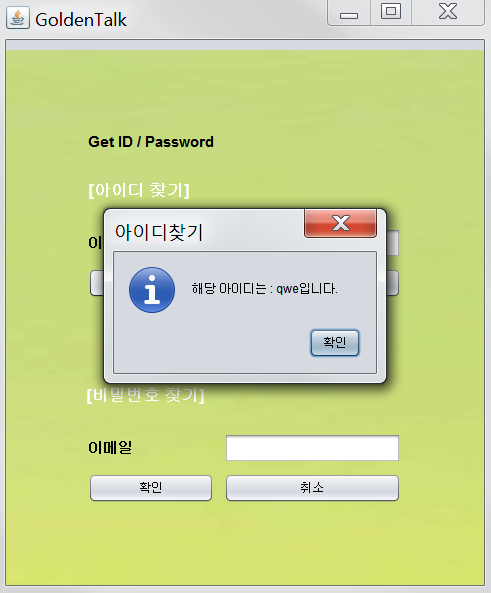 GoldenTalk
Get ID / Password
[아이디 찾기]
아이디찾기
해당 아이디는 : qwe입니다.
확인
[비밀번호 찾기]
이메일
확인
취소